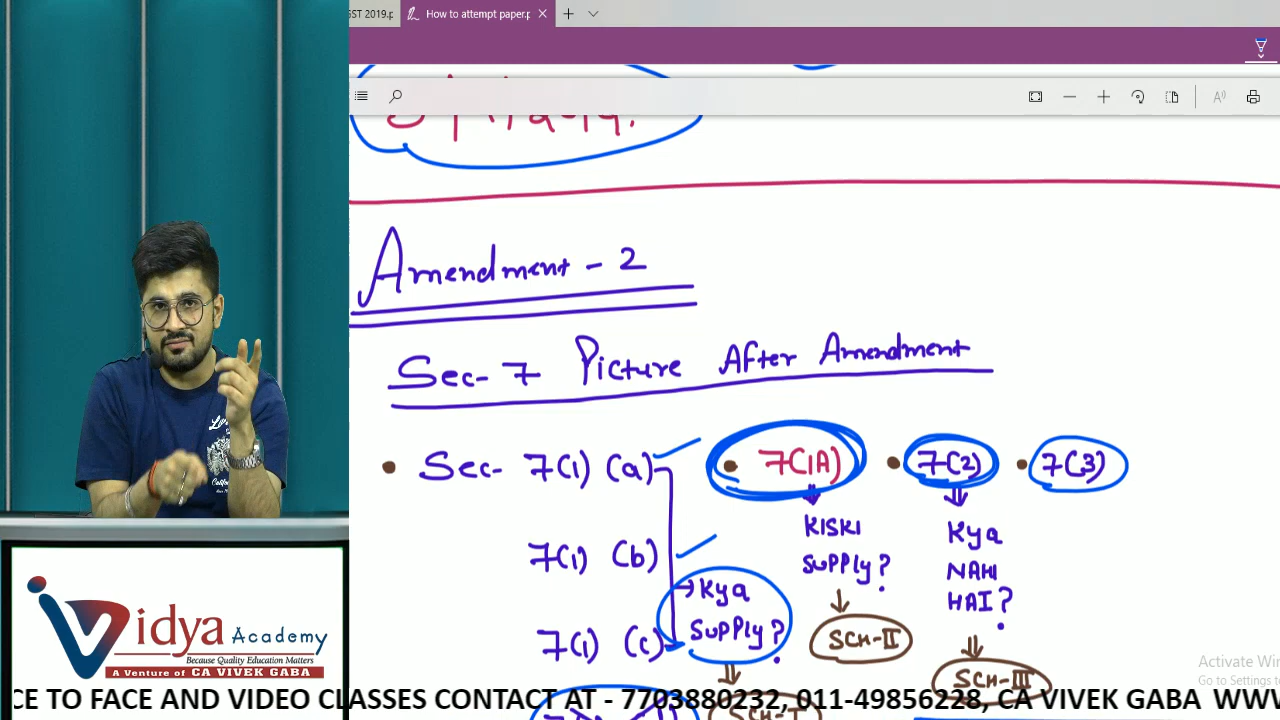 ST 2019.p
How to attempt paper.p
Amendment - 2
Sec- 7 Picture After Amendment
Sec- 7(1) (a)
7(1A)
7(2)
7(3)
7(1) (b)
7(1) (c)
Kya
Supply?
KISKI
Supply?
SCH-II
Kya
NAHI
HAI?
SCH-III
SCH-I
Vidya Academy
Because Quality Education Matters
A Venture of CA VIVEK GABA
Activate Win
Go to Settings t
CE TO FACE AND VIDEO CLASSES CONTACT AT - 7703880232, 011-49856228, CA VIVEK GABA WWW